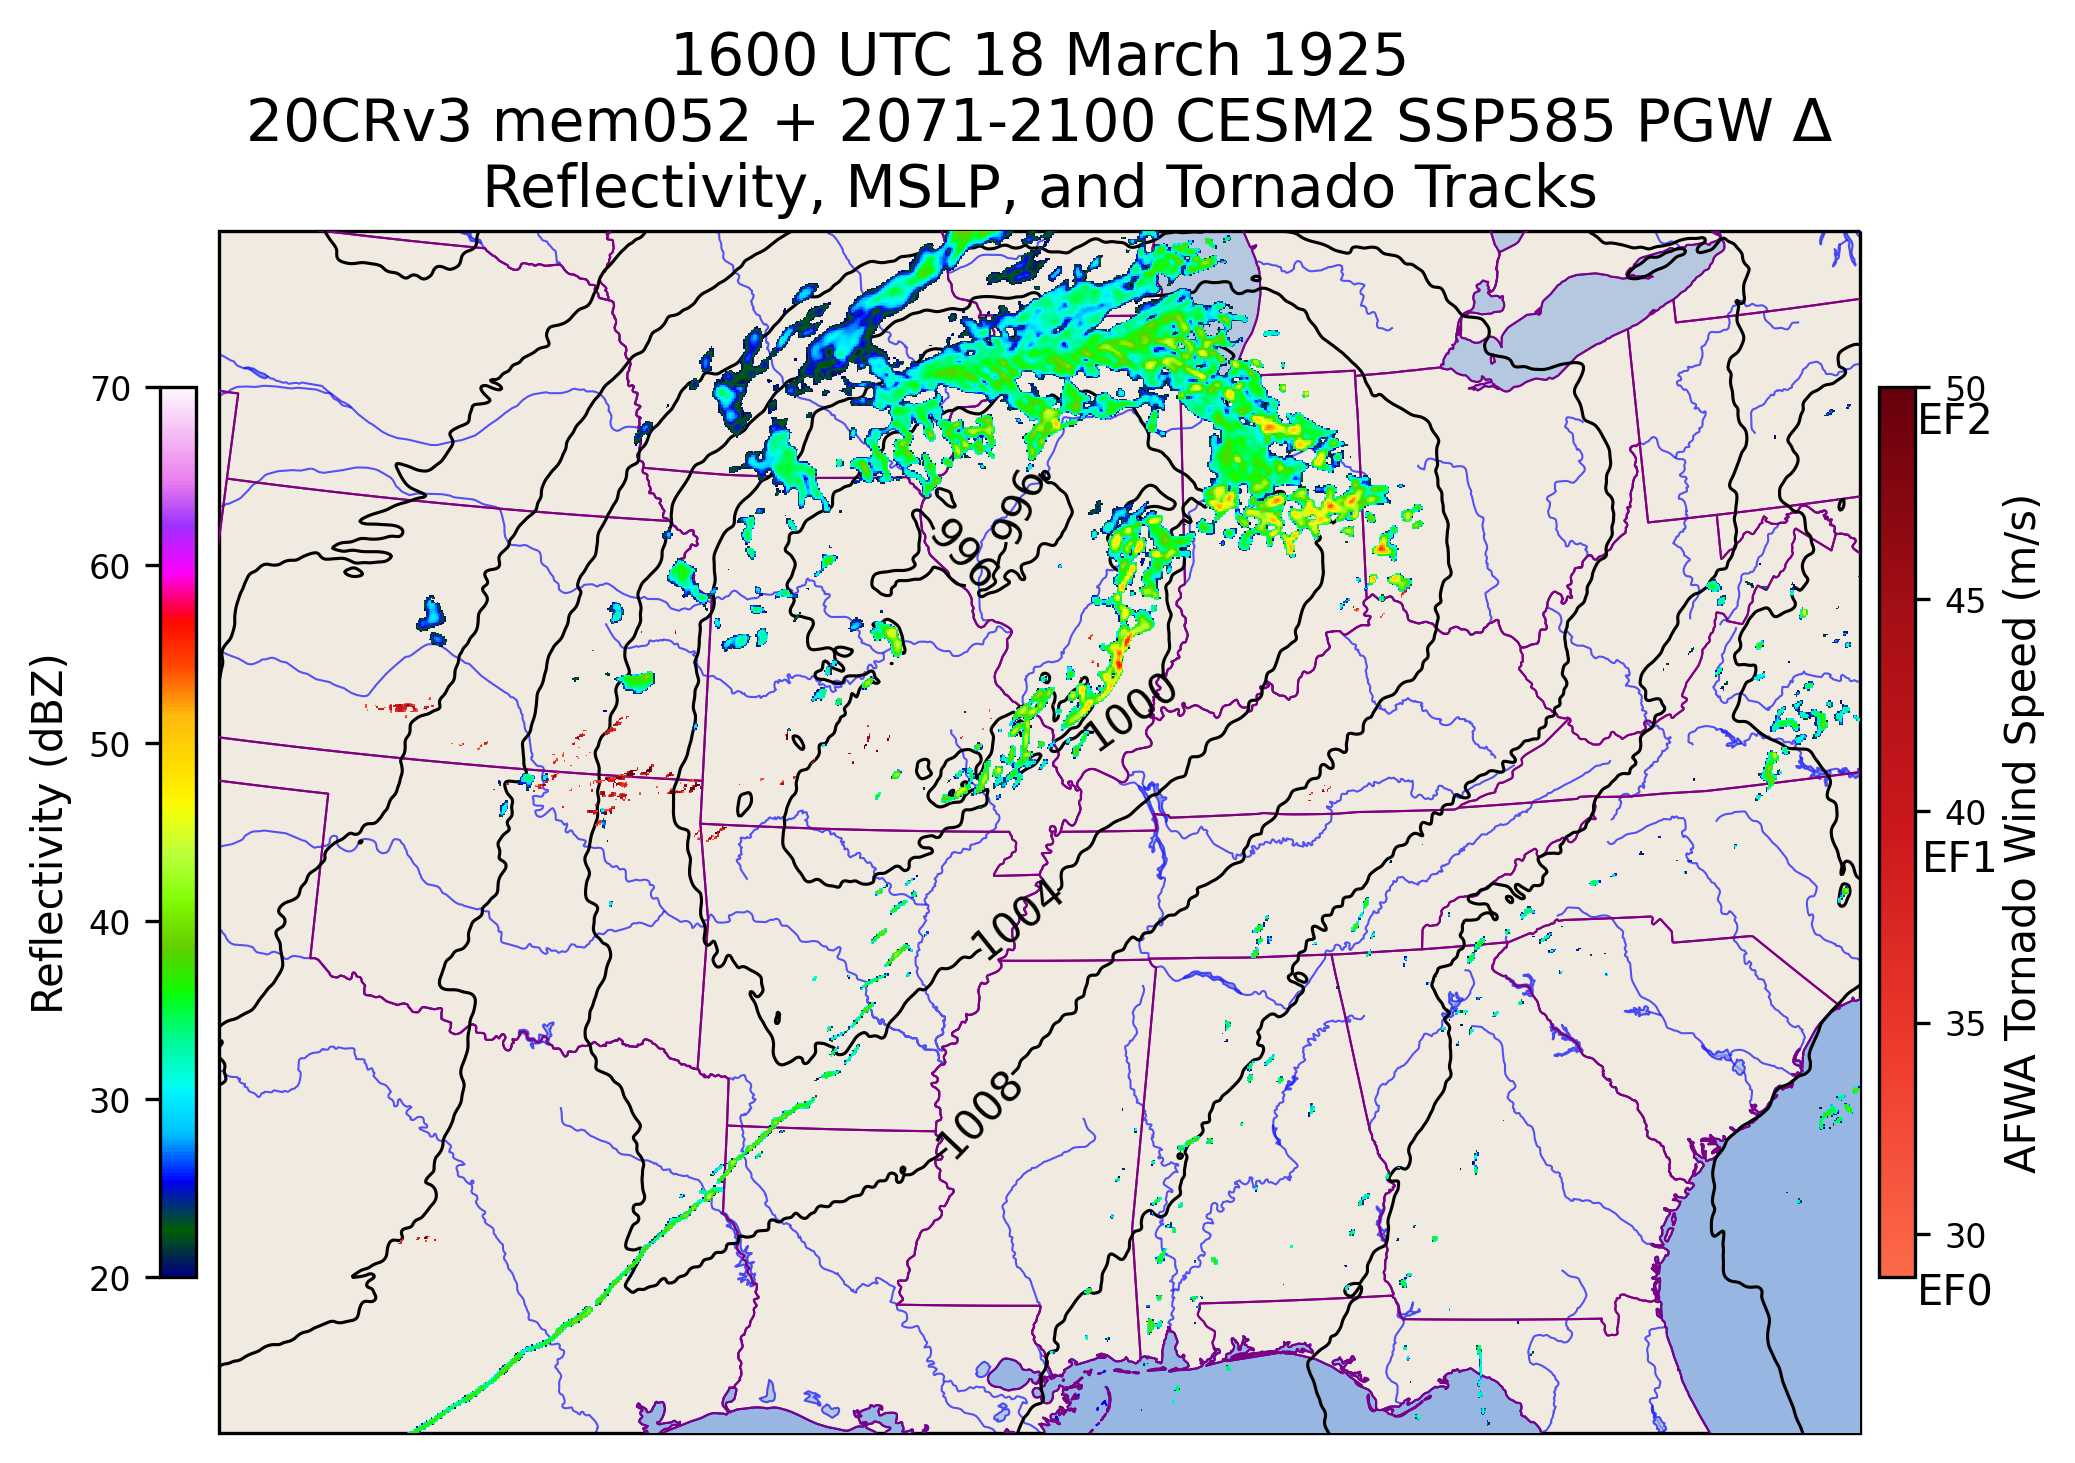 1600 UTC 18 March 1925
20CRv3 mem052 + 2071-2100 CESM2 SSP585 PGW Δ
Reflectivity, MSLP, and Tornado Tracks
70
60
50
40
30
20
Reflectivity (dBZ)
996
996
1000
1004
1008
50
EF2
45
40
EF1
35
30
EF0
AFWA Tornado Wind Speed (m/s)